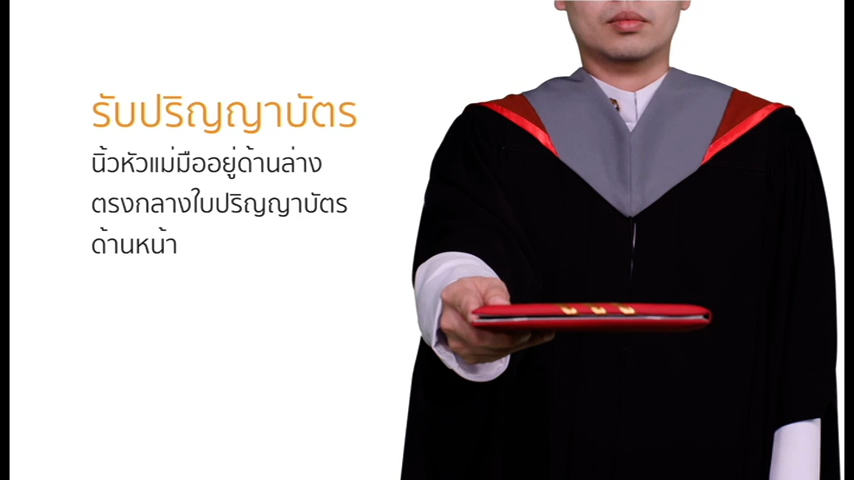 รับปริญญาบัตร
นิ้วหัวแม่มืออยู่ด้านล่าง
ตรงกลางใบปริญญาบัตร
ด้านหน้า